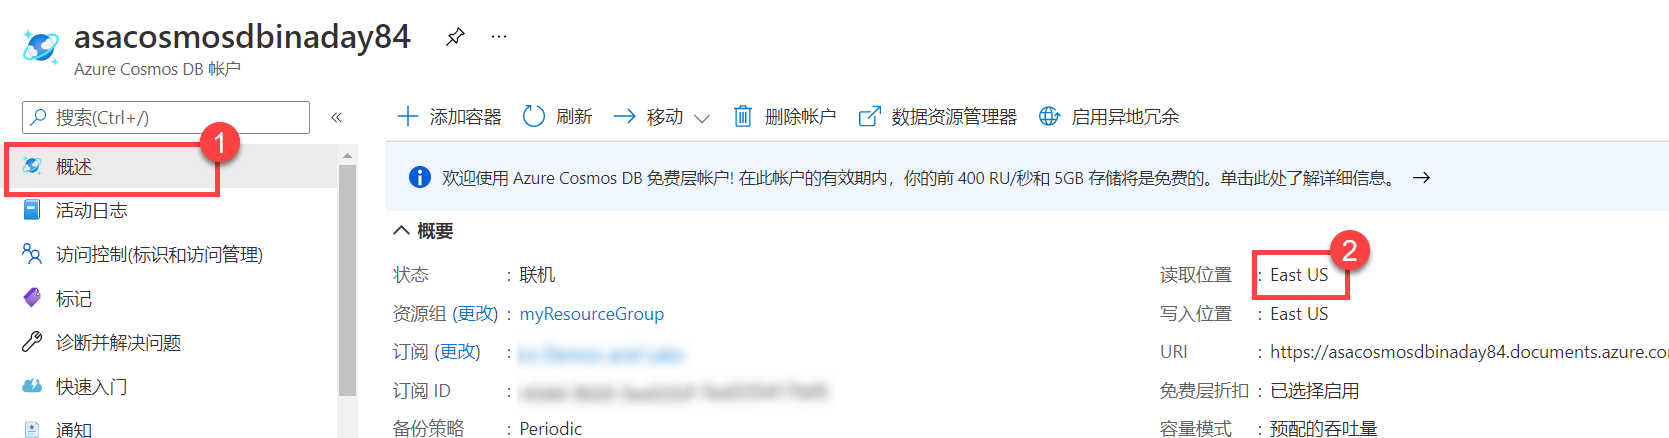 asacosmosdbinaday84 ...
Azure Cosmos DB 帐户
搜索(Ctrl+/) «
添加容器 刷新 移动 删除帐户 数据资源管理器 启用异地冗余
1
概述
活动日志
访问控制(标识和访问管理)
标记
诊断并解决问题
快速入门
通知
欢迎使用 Azure Cosmos DB 免费层帐户! 在此帐户的有效期内，你的前 400 RU/秒和 5GB 存储将是免费的。单击此处了解详细信息。 →
概要
状态 : 联机
资源组 (更改) : myResourceGroup
订阅 (更改) :
订阅 ID :
备份策略 : Periodic
2
读取位置 : East US
写入位置 : East US
URI : https://asacosmosdbinaday84.documents.azure.co
免费层折扣 : 已选择启用
容量模式 : 预配的吞吐量